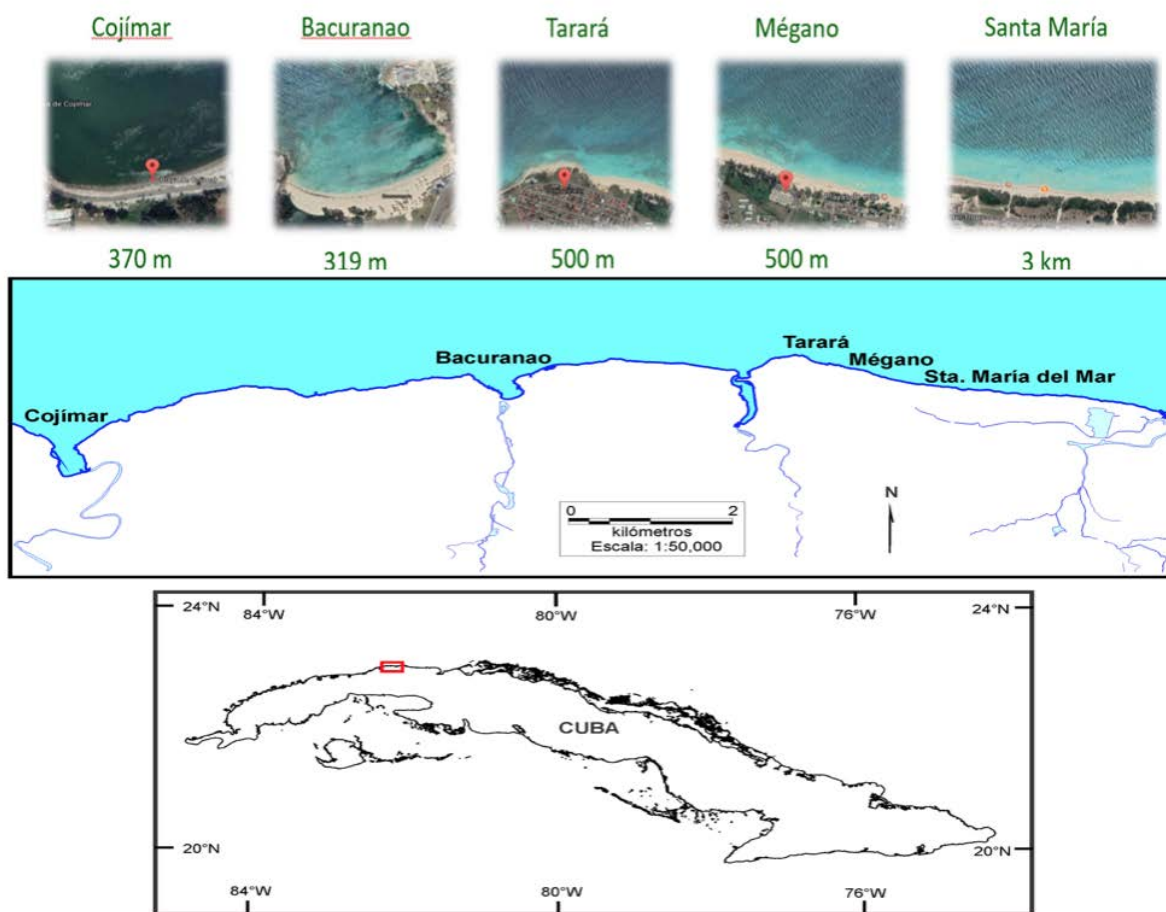 Cojímar
Bacuranao
Tarará
Mégano
Santa María
de Cojímar
370 m
319 m
500 m
500 m
3 km
Tarará
Bacuranao
Mégano
Sta. María del Mar
Cojímar
N
0 2
kilómetros
Escala: 1:50,000
84°W
80°W
76°W
24°N
24°N
CUBA
20°N
20°N
84°W
80°W
76°W